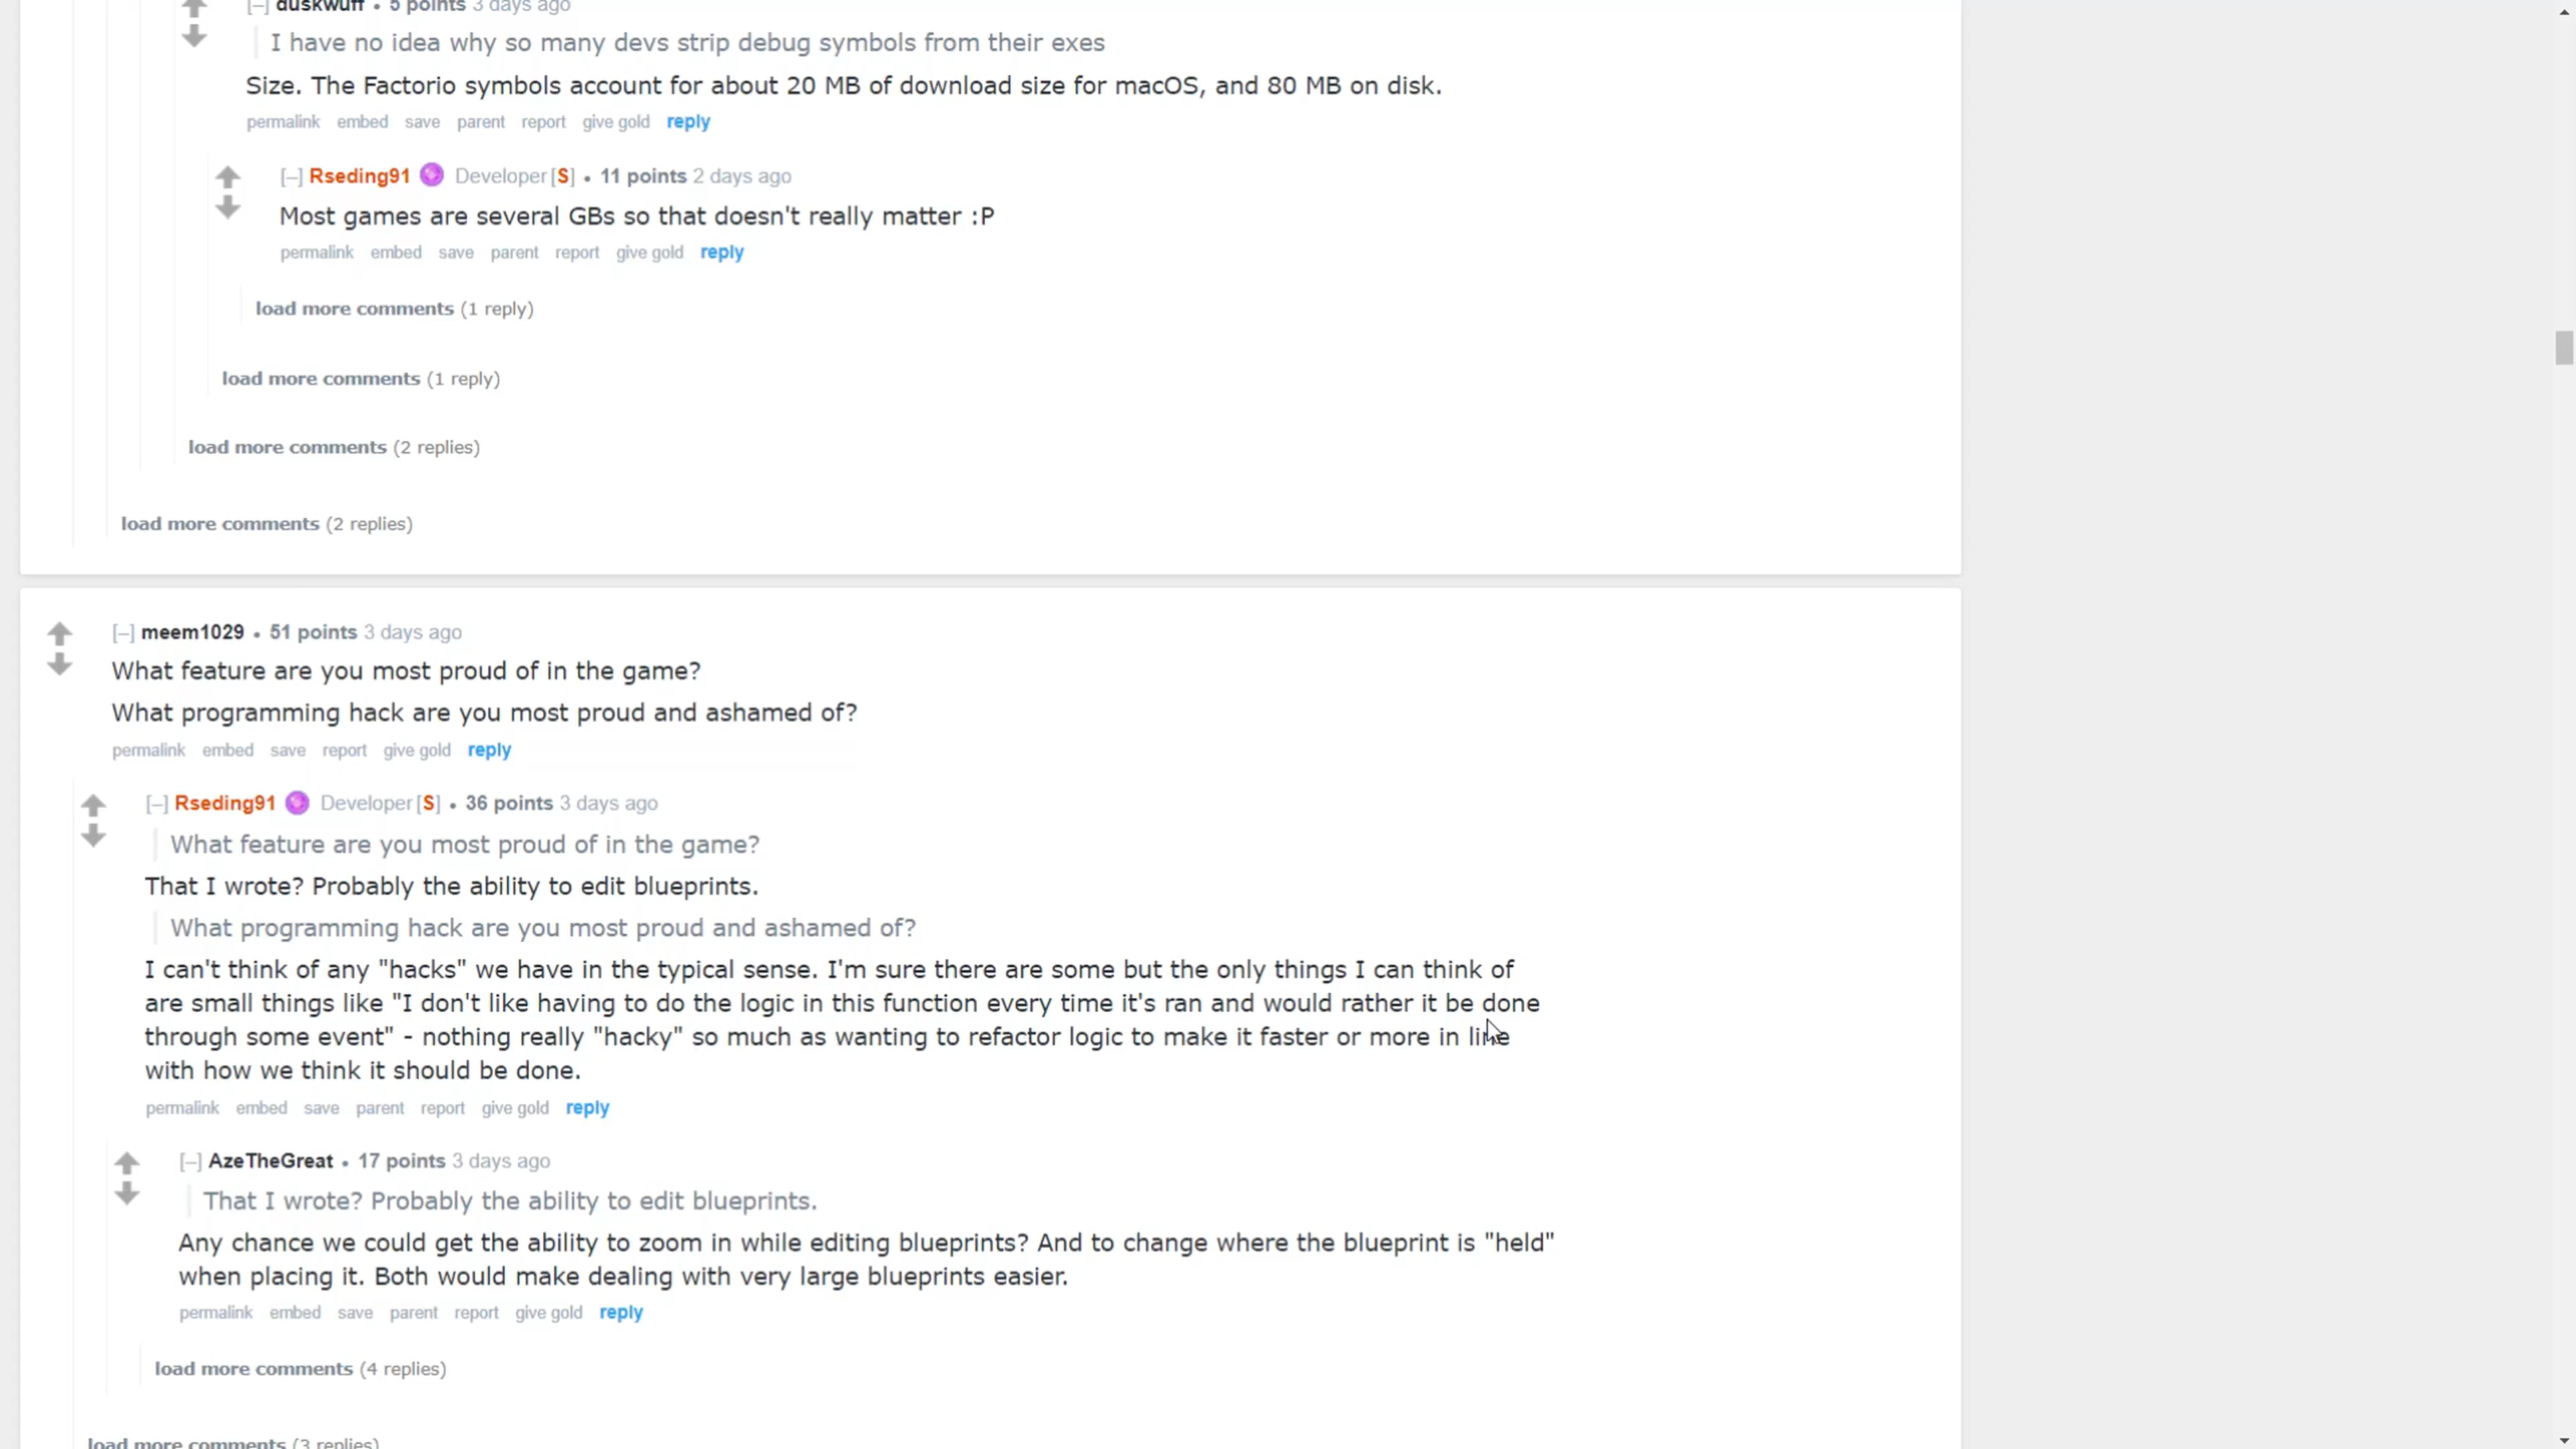 [–] duskwuff • 5 points 3 days ago
I have no idea why so many devs strip debug symbols from their exes
Size. The Factorio symbols account for about 20 MB of download size for macOS, and 80 MB on disk.
permalink embed save parent report give gold reply
[–] Rseding91 Developer [S] • 11 points 2 days ago
Most games are several GBs so that doesn't really matter :P
permalink embed save parent report give gold reply
load more comments (1 reply)
load more comments (1 reply)
load more comments (2 replies)
load more comments (2 replies)
[–] meem1029 • 51 points 3 days ago
What feature are you most proud of in the game?
What programming hack are you most proud and ashamed of?
permalink embed save report give gold reply
[–] Rseding91 Developer [S] • 36 points 3 days ago
What feature are you most proud of in the game?
That I wrote? Probably the ability to edit blueprints.
What programming hack are you most proud and ashamed of?
I can't think of any "hacks" we have in the typical sense. I'm sure there are some but the only things I can think of
are small things like "I don't like having to do the logic in this function every time it's ran and would rather it be done
through some event" - nothing really "hacky" so much as wanting to refactor logic to make it faster or more in line
with how we think it should be done.
permalink embed save parent report give gold reply
[–] AzeTheGreat • 17 points 3 days ago
That I wrote? Probably the ability to edit blueprints.
Any chance we could get the ability to zoom in while editing blueprints? And to change where the blueprint is "held"
when placing it. Both would make dealing with very large blueprints easier.
permalink embed save parent report give gold reply
load more comments (4 replies)
load more comments (3 replies)